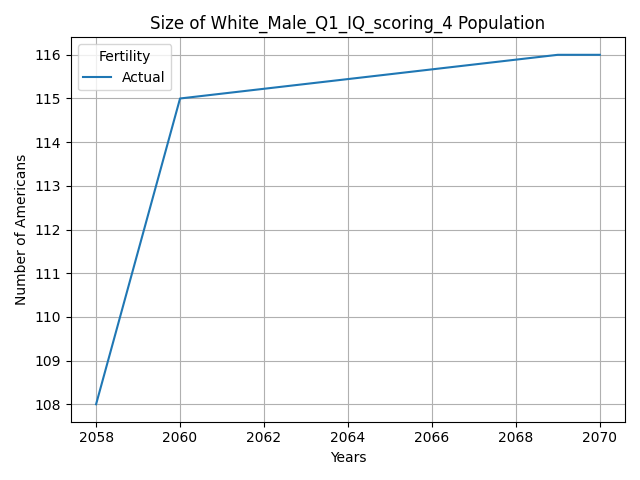 Size of White_Male_Q1_IQ_scoring_4 Population
Fertility
Actual
116
115
114
113
112
111
110
109
108
Number of Americans
2058 2060 2062 2064 2066 2068 2070
Years